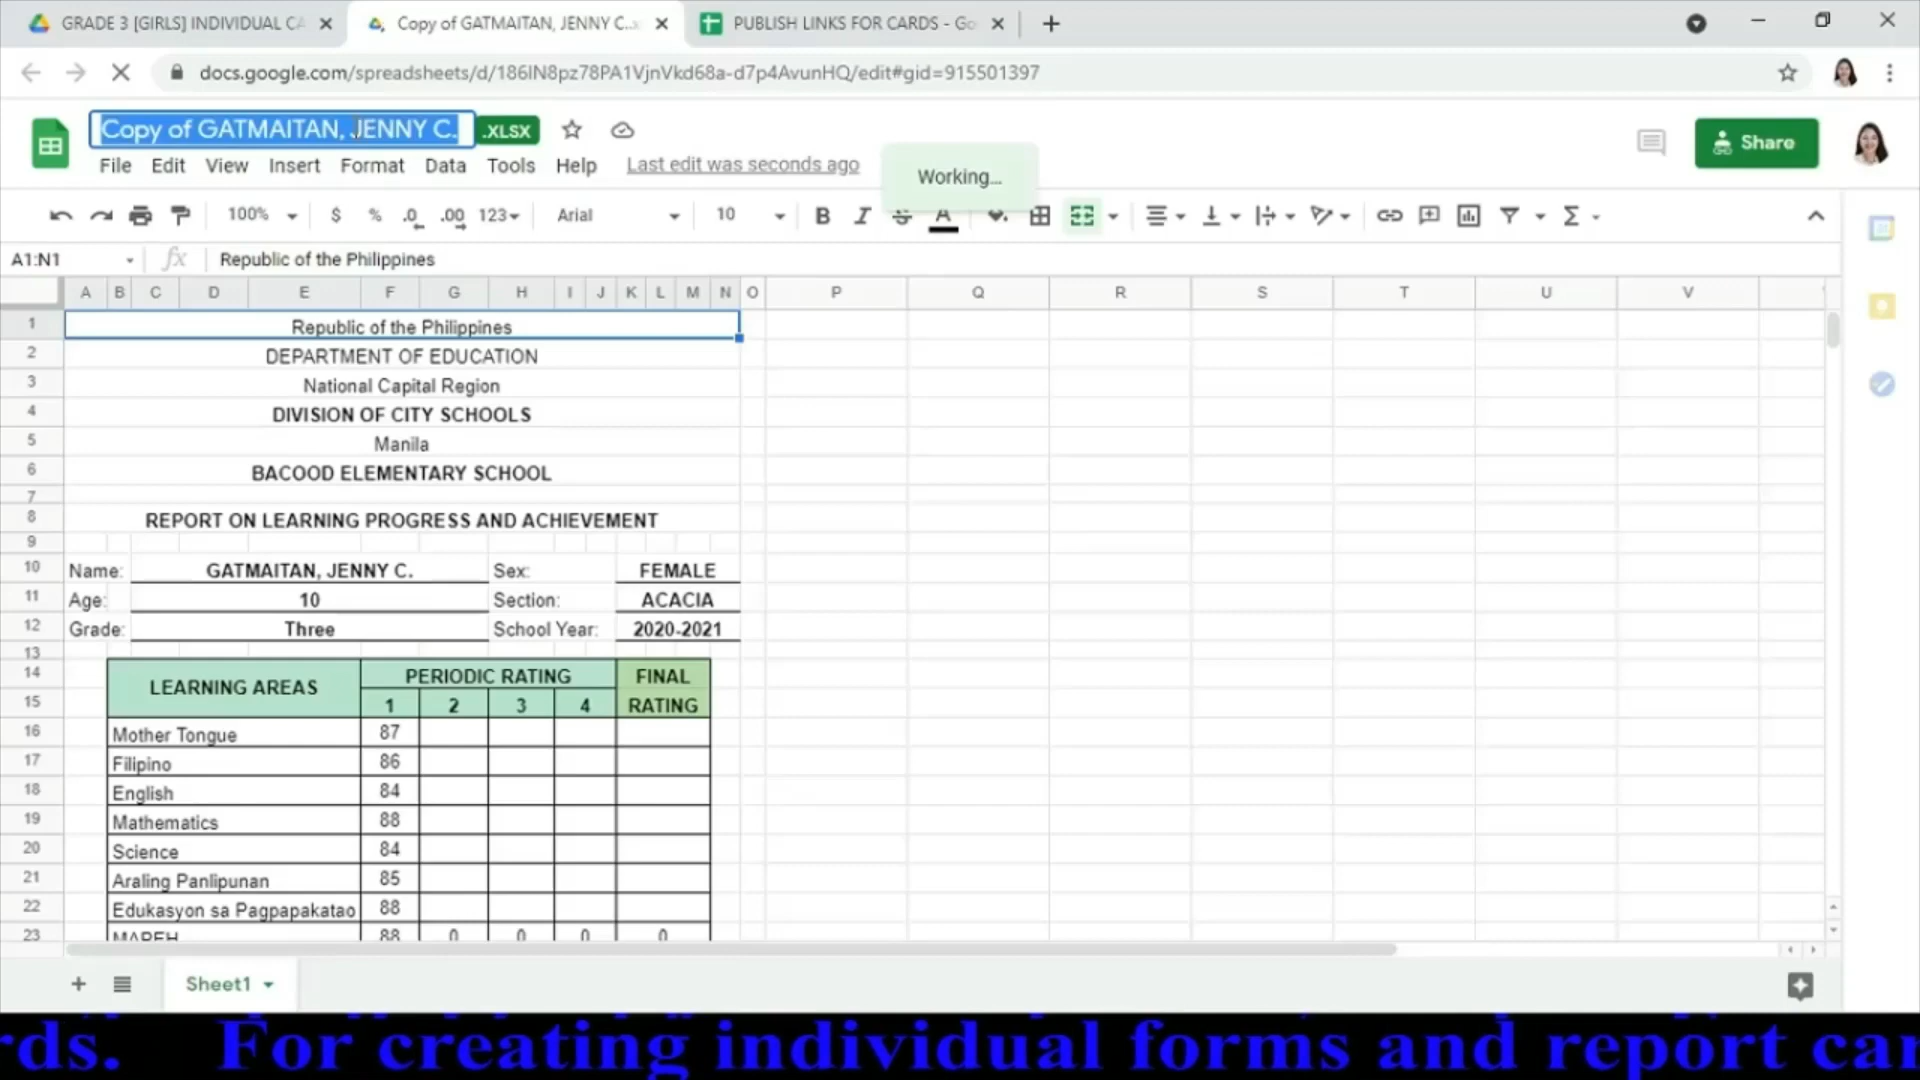 GRADE 3 [GIRLS] INDIVIDUAL CA
Copy of GATMAITAN, JENNY C..
PUBLISH LINKS FOR CARDS - Go
docs.google.com/spreadsheets/d/186IN8pz78PA1VjnVkd68a-d7p4AvunHQ/edit#gid=915501397
Copy of GATMAITAN, JENNY C. .XLSX
Share
File Edit View Insert Format Data Tools Help Last edit was seconds ago
Working...
100% $ % .0 .00 123 Arial 10 B I S A
A1:N1 fx Republic of the Philippines
A B C D E F G H I J K L M N O P Q R S T U V
1 Republic of the Philippines
2 DEPARTMENT OF EDUCATION
3 National Capital Region
4 DIVISION OF CITY SCHOOLS
5 Manila
6 BACOOD ELEMENTARY SCHOOL
7
8 REPORT ON LEARNING PROGRESS AND ACHIEVEMENT
9
10 Name: GATMAITAN, JENNY C. Sex: FEMALE
11 Age: 10 Section: ACACIA
12 Grade: Three School Year: 2020-2021
13
14 LEARNING AREAS PERIODIC RATING FINAL
15 1 2 3 4 RATING
16 Mother Tongue 87
17 Filipino 86
18 English 84
19 Mathematics 88
20 Science 84
21 Araling Panlipunan 85
22 Edukasyon sa Pagpapakatao 88
23 MAPEH 88 0 0 0 0
Sheet1
rds. For creating individual forms and report car